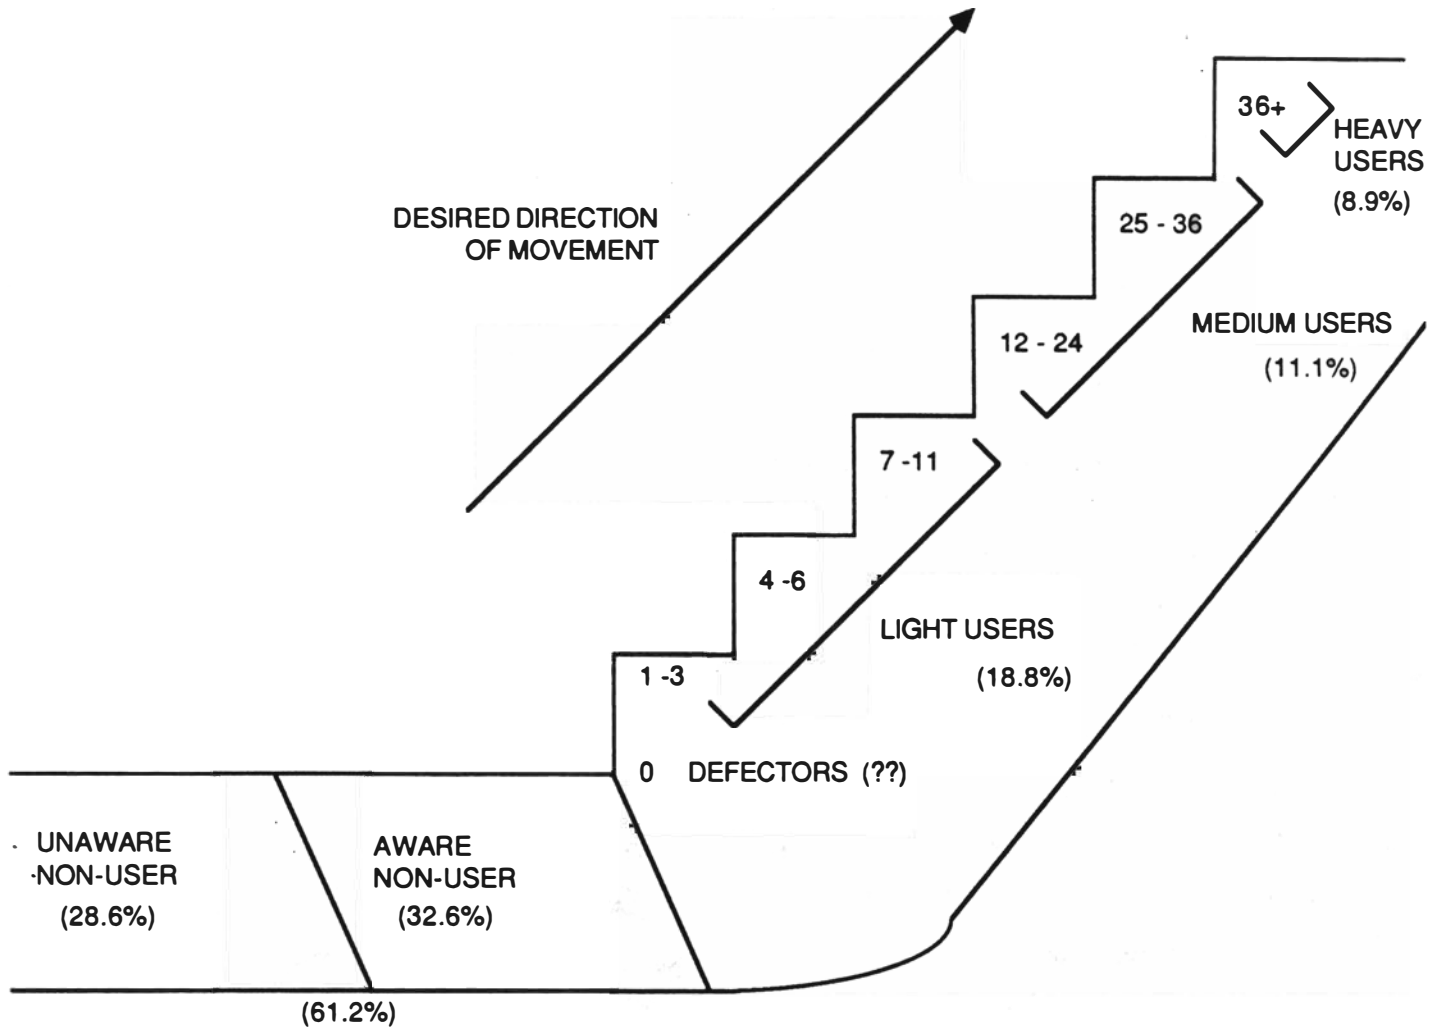 36+
HEAVY
USERS
(8.9%)
DESIRED DIRECTION
OF MOVEMENT
25 - 36
MEDIUM USERS
(11.1%)
12 - 24
7 -11
4 -6
LIGHT USERS
(18.8%)
1 -3
0 DEFECTORS (??)
UNAWARE
NON-USER
(28.6%)
AWARE
NON-USER
(32.6%)
(61.2%)